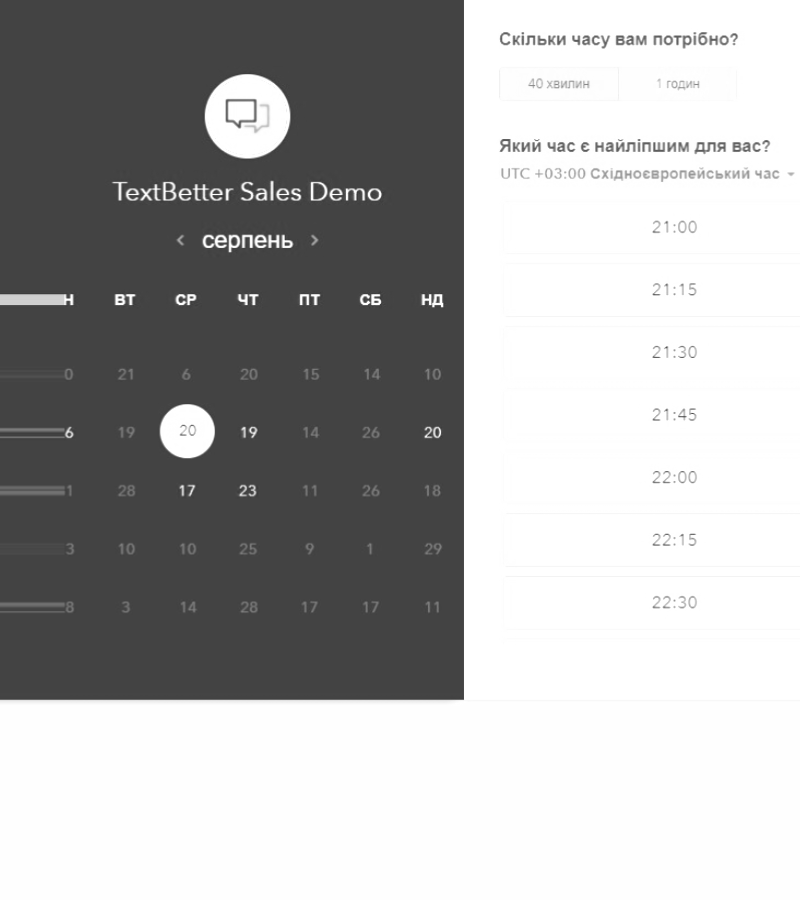 TextBetter Sales Demo
серпень
Н ВТ СР ЧТ ПТ СБ НД
0 21 6 20 15 14 10
6 19 20 19 14 26 20
1 28 17 23 11 26 18
3 10 10 25 9 1 29
8 3 14 28 17 17 11
Скільки часу вам потрібно?
40 хвилин 1 годин
Який час є найліпшим для вас?
UTC +03:00 Східноєвропейський час
21:00
21:15
21:30
21:45
22:00
22:15
22:30